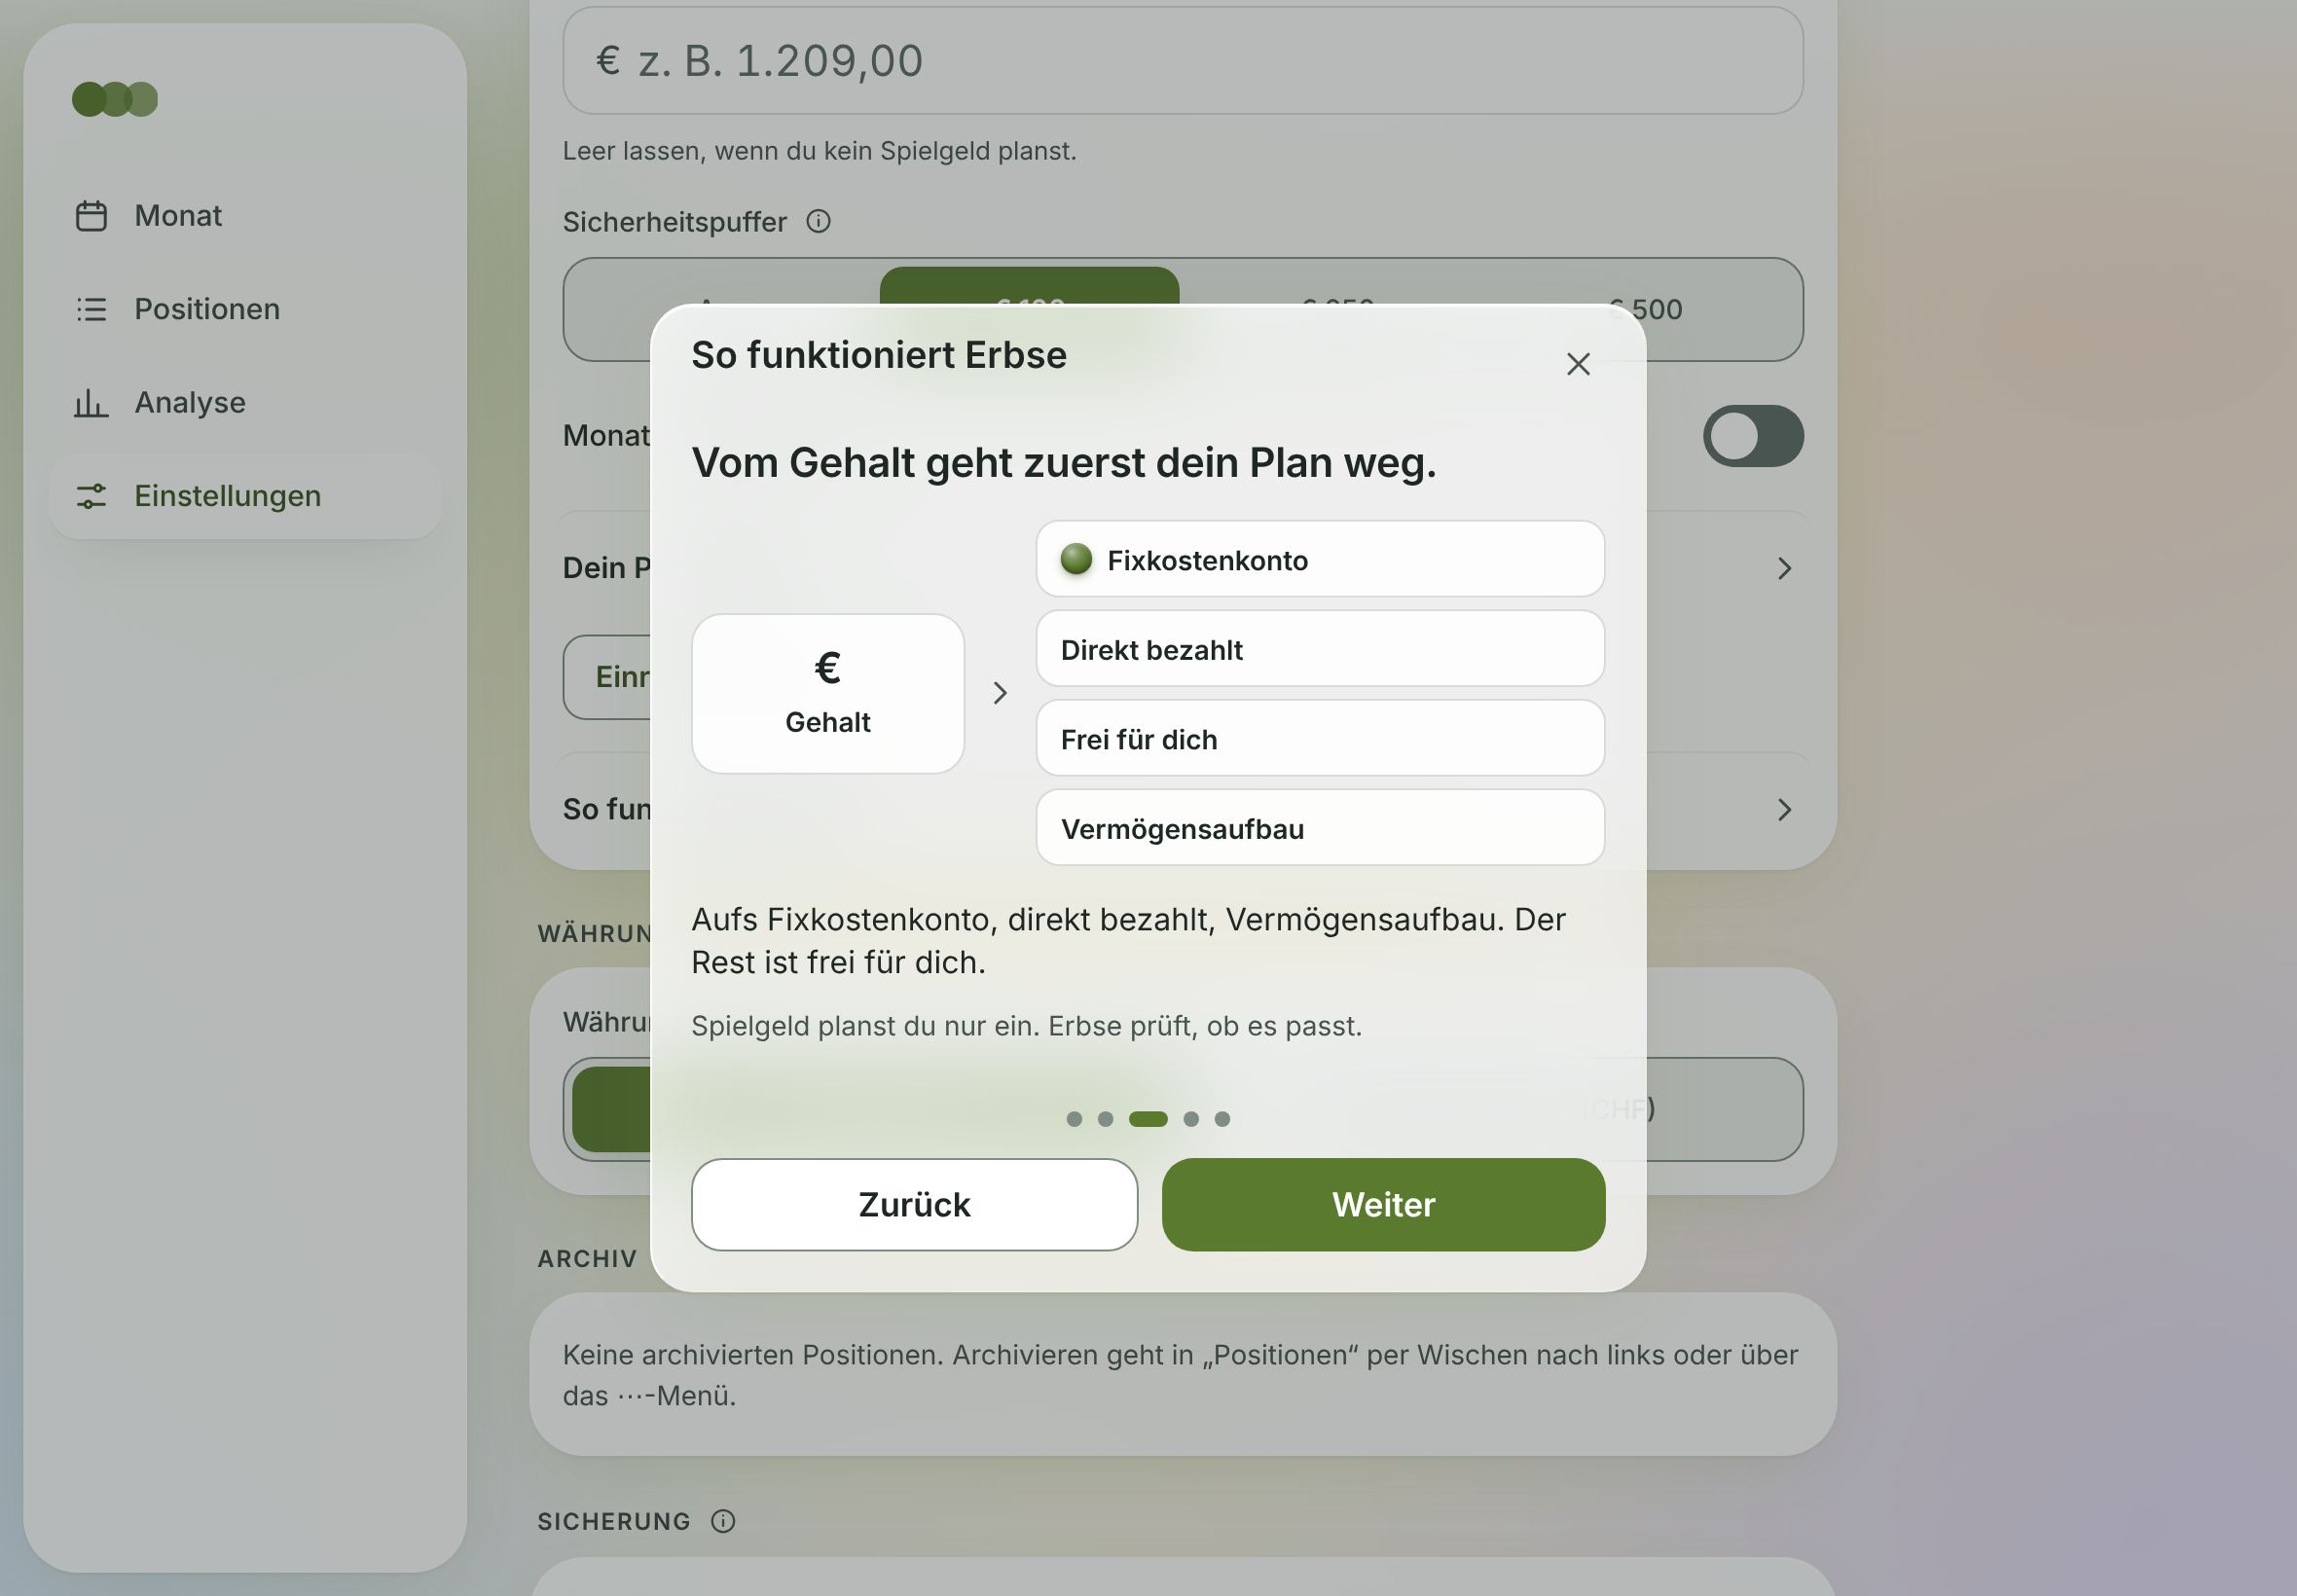 € z. B. 1.209,00
Leer lassen, wenn du kein Spielgeld planst.
Monat
Sicherheitspuffer
Positionen
€ 500
So funktioniert Erbse
Analyse
Monat
Vom Gehalt geht zuerst dein Plan weg.
Einstellungen
Fixkostenkonto
Dein P
Direkt bezahlt
€
Einr
Gehalt
Frei für dich
So fun
Vermögensaufbau
Aufs Fixkostenkonto, direkt bezahlt, Vermögensaufbau. Der
Rest ist frei für dich.
WÄHRUN
Währu
Spielgeld planst du nur ein. Erbse prüft, ob es passt.
CHF)
Zurück
Weiter
ARCHIV
Keine archivierten Positionen. Archivieren geht in „Positionen“ per Wischen nach links oder über
das ···-Menü.
SICHERUNG